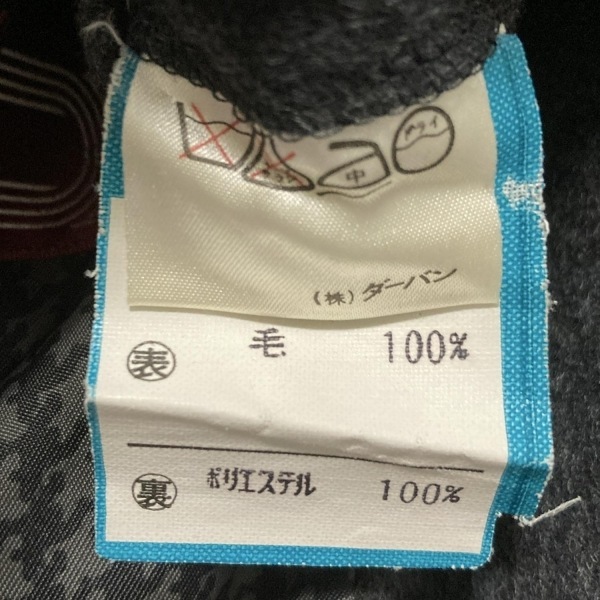 中 ドライ
(株)ダーバン
表 毛 100%
裏 ポリエステル 100%